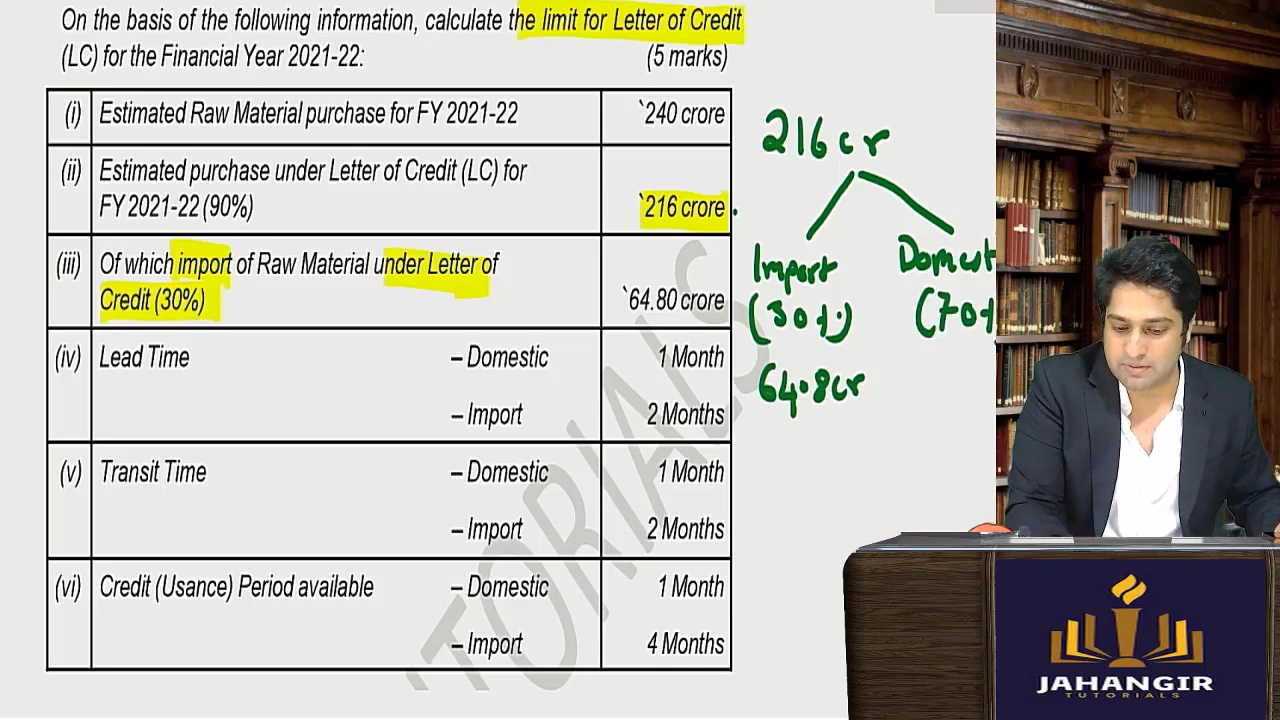 On the basis of the following information, calculate the limit for Letter of Credit
(LC) for the Financial Year 2021-22: (5 marks)
(i) Estimated Raw Material purchase for FY 2021-22 `240 crore
(ii) Estimated purchase under Letter of Credit (LC) for
FY 2021-22 (90%) `216 crore
(iii) Of which import of Raw Material under Letter of
Credit (30%) `64.80 crore
(iv) Lead Time – Domestic 1 Month
– Import 2 Months
(v) Transit Time – Domestic 1 Month
– Import 2 Months
(vi) Credit (Usance) Period available – Domestic 1 Month
– Import 4 Months
216 cr
Import
(30%)
64.8cr
Domest
(70%
TORIALS
JAHANGIR
TUTORIALS